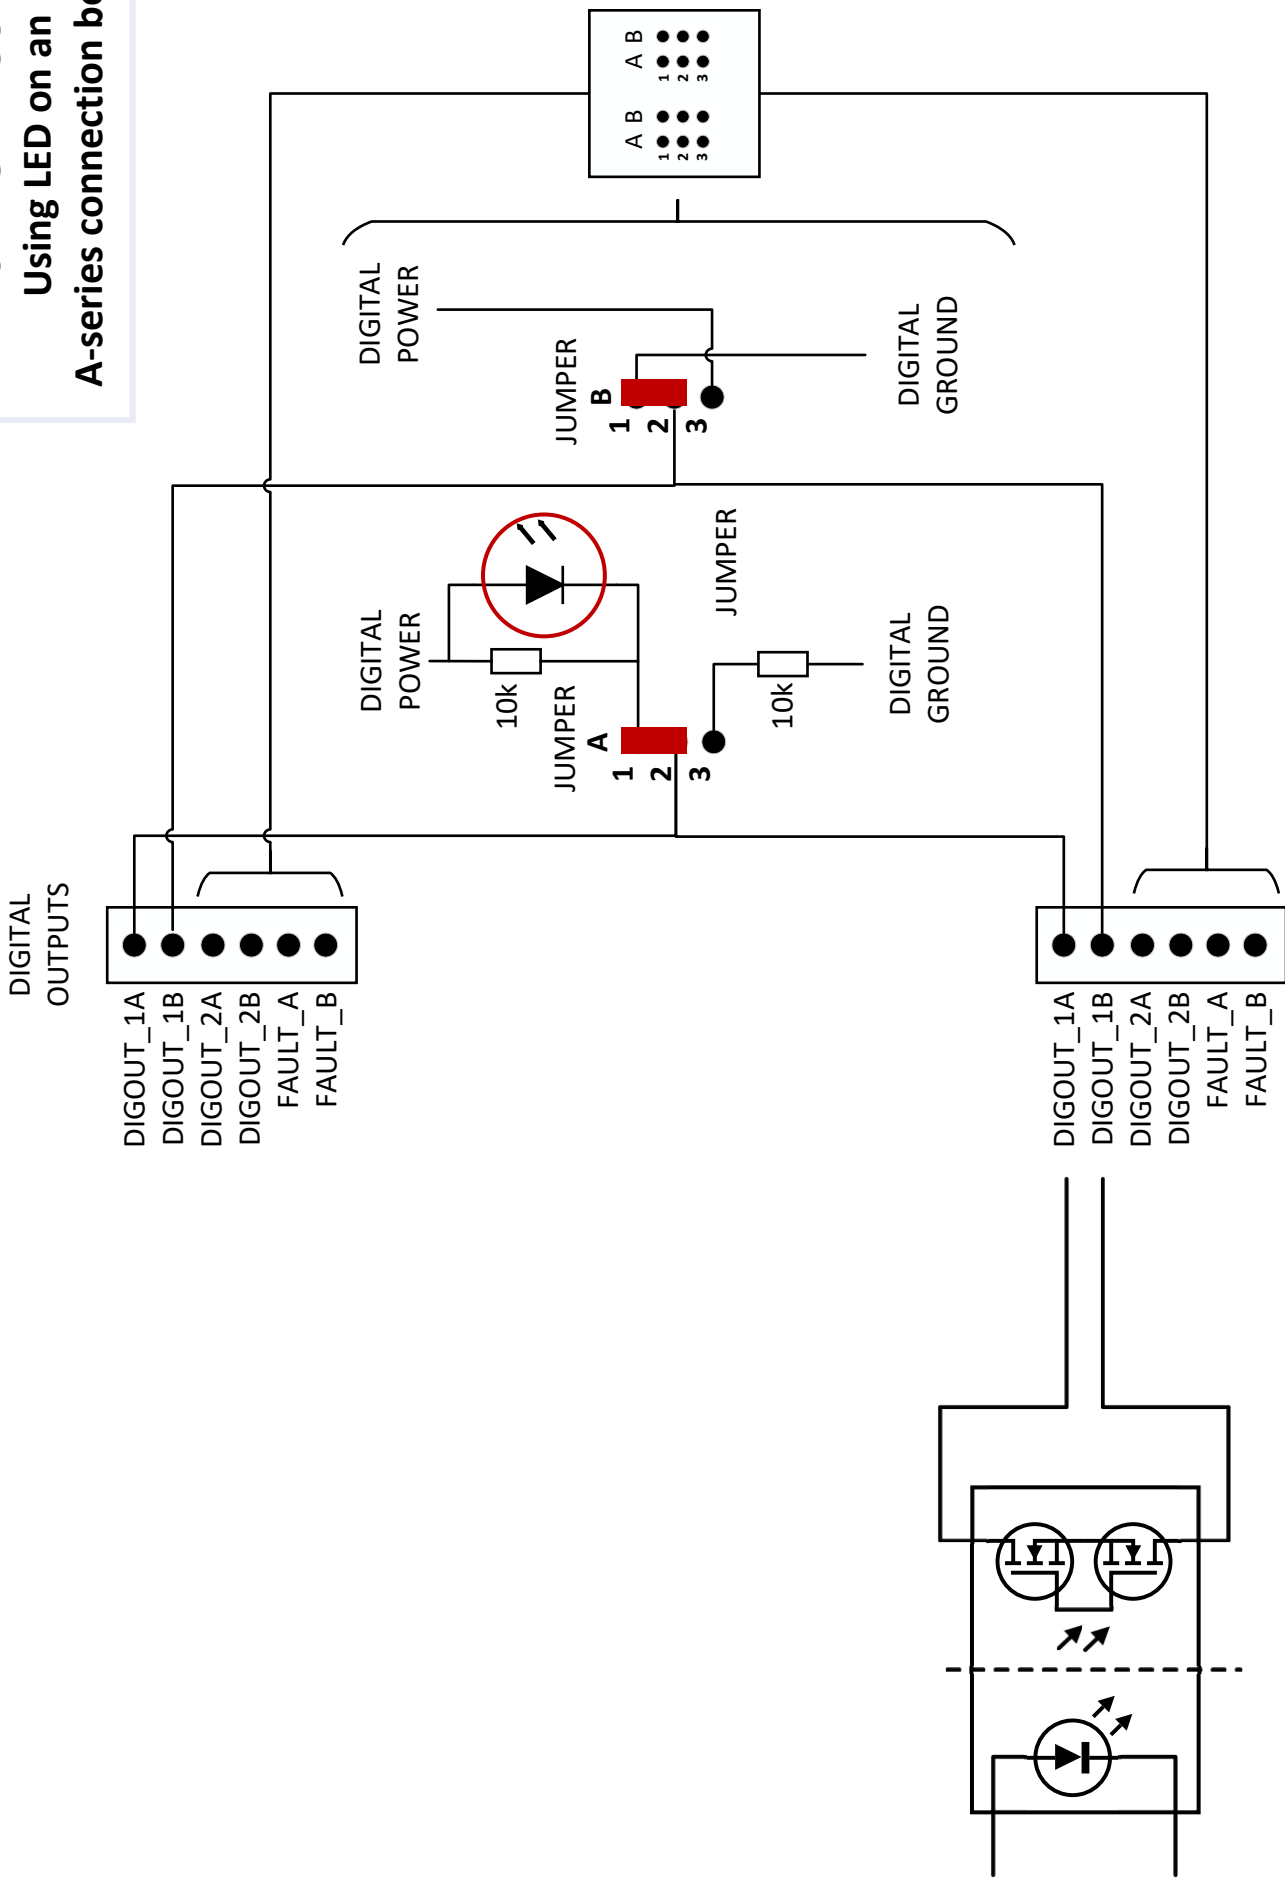 Using LED on an
A-series connection bo
DIGITAL
OUTPUTS
DIGOUT_1A
DIGOUT_1B
DIGOUT_2A
DIGOUT_2B
FAULT_A
FAULT_B
DIGITAL
POWER
10k
JUMPER
A
1
2
3
JUMPER
10k
DIGITAL
GROUND
DIGITAL
POWER
JUMPER
B
1
2
3
DIGITAL
GROUND
A B
1
2
3
A B
1
2
3
DIGOUT_1A
DIGOUT_1B
DIGOUT_2A
DIGOUT_2B
FAULT_A
FAULT_B